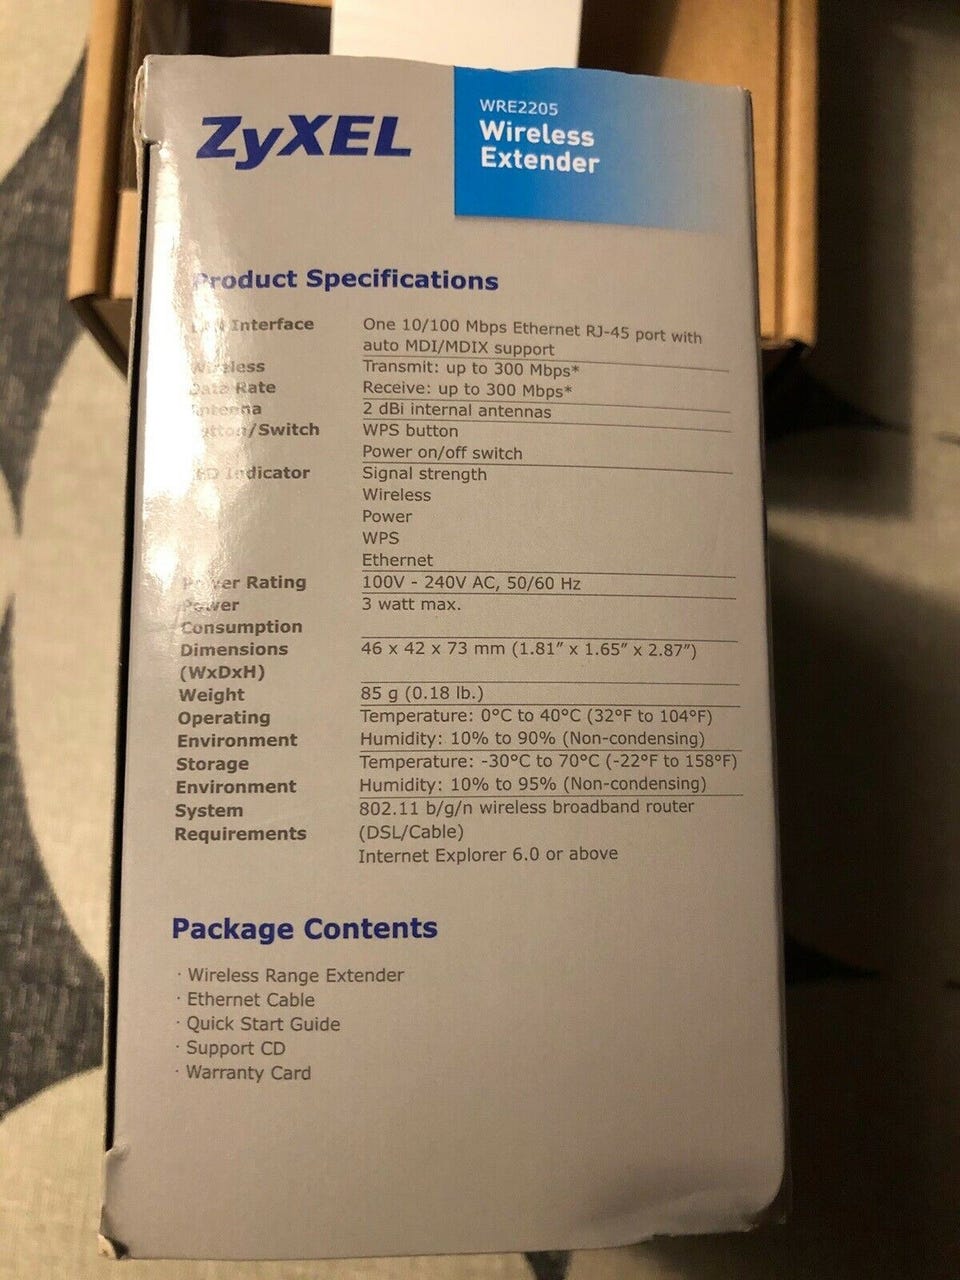 ZyXEL
WRE2205
Wireless
Extender
Product Specifications
Interface One 10/100 Mbps Ethernet RJ-45 port with
auto MDI/MDIX support
Wireless Transmit: up to 300 Mbps*
Data Rate Receive: up to 300 Mbps*
Antenna 2 dBi internal antennas
Button/Switch WPS button
Power on/off switch
LED Indicator Signal strength
Wireless
Power
WPS
Ethernet
Power Rating 100V - 240V AC, 50/60 Hz
Power 3 watt max.
Consumption
Dimensions 46 x 42 x 73 mm (1.81” x 1.65” x 2.87”)
(WxDxH)
Weight 85 g (0.18 lb.)
Operating Temperature: 0°C to 40°C (32°F to 104°F)
Environment Humidity: 10% to 90% (Non-condensing)
Storage Temperature: -30°C to 70°C (-22°F to 158°F)
Environment Humidity: 10% to 95% (Non-condensing)
System 802.11 b/g/n wireless broadband router
Requirements (DSL/Cable)
Internet Explorer 6.0 or above
Package Contents
· Wireless Range Extender
· Ethernet Cable
· Quick Start Guide
· Support CD
· Warranty Card